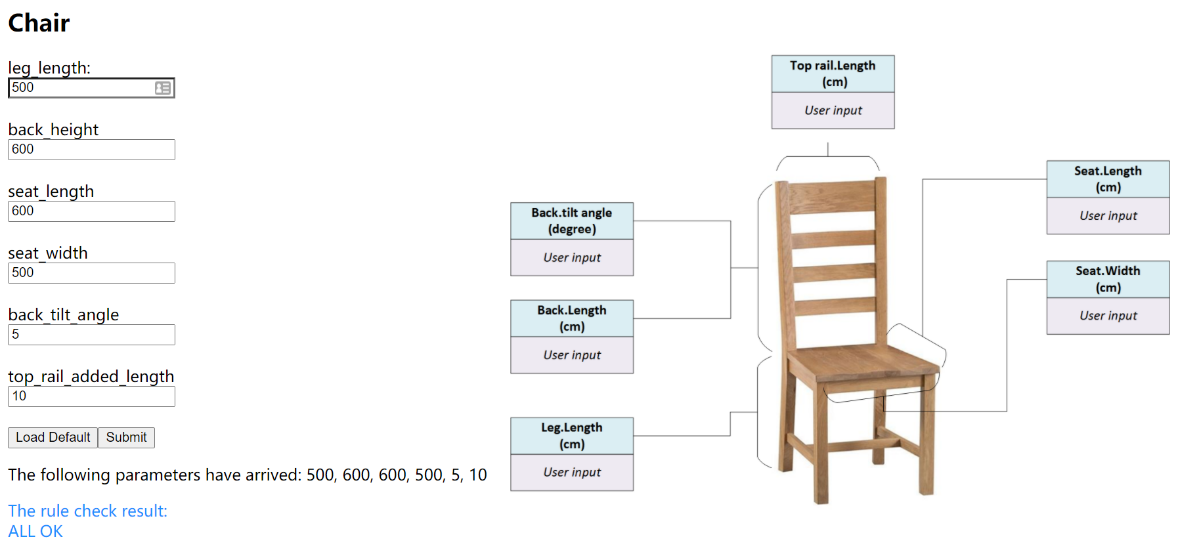 Chair
leg_length:
500
back_height
600
seat_length
600
seat_width
500
back_tilt_angle
5
top_rail_added_length
10
Load Default Submit
The following parameters have arrived: 500, 600, 600, 500, 5, 10
The rule check result:
ALL OK
Top rail.Length
(cm)
User input
Back.tilt angle
(degree)
User input
Back.Length
(cm)
User input
Leg.Length
(cm)
User input
Seat.Length
(cm)
User input
Seat.Width
(cm)
User input